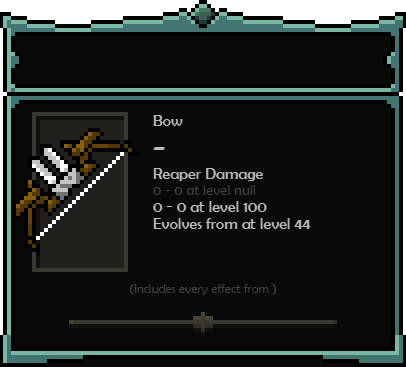 Bow
–
Reaper Damage
0 - 0 at level null
0 - 0 at level 100
Evolves from at level 44
(Includes every effect from )